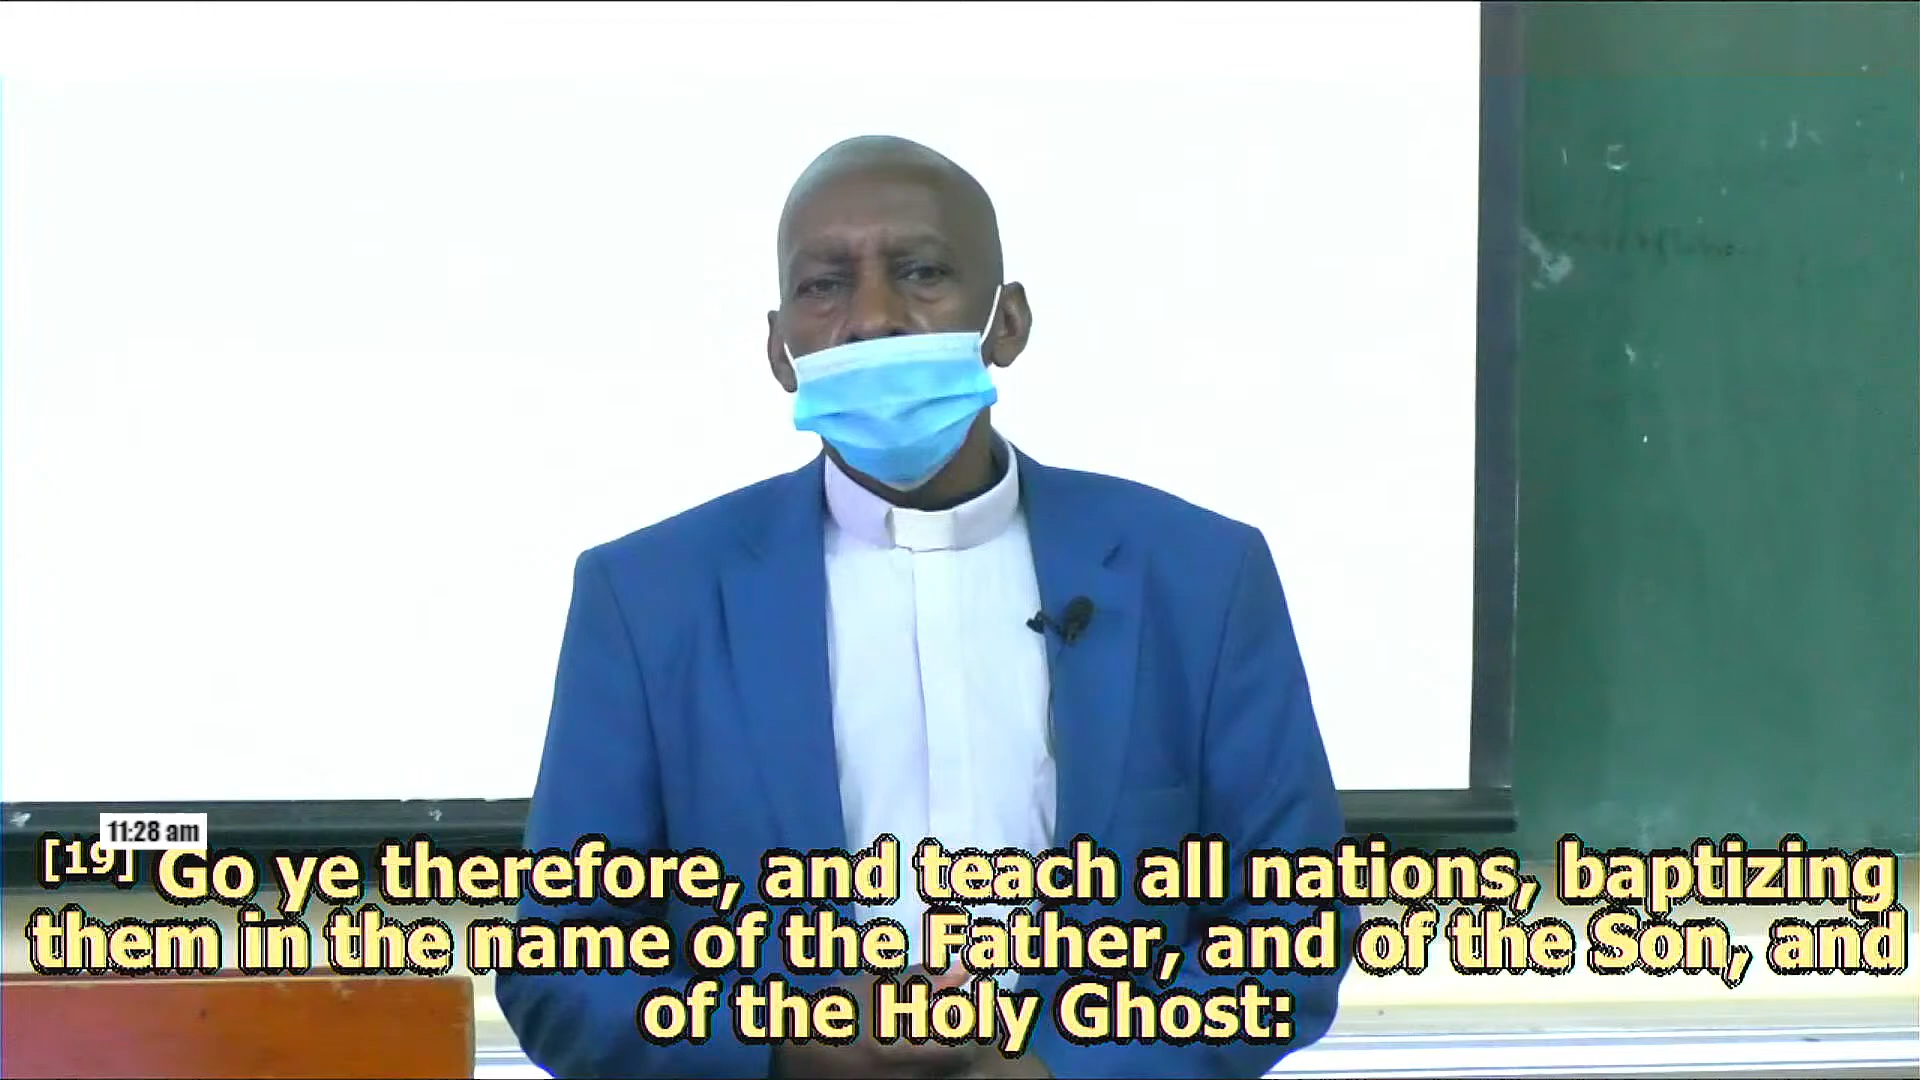 11:28 am
[19] Go ye therefore, and teach all nations, baptizing
them in the name of the Father, and of the Son, and
of the Holy Ghost: